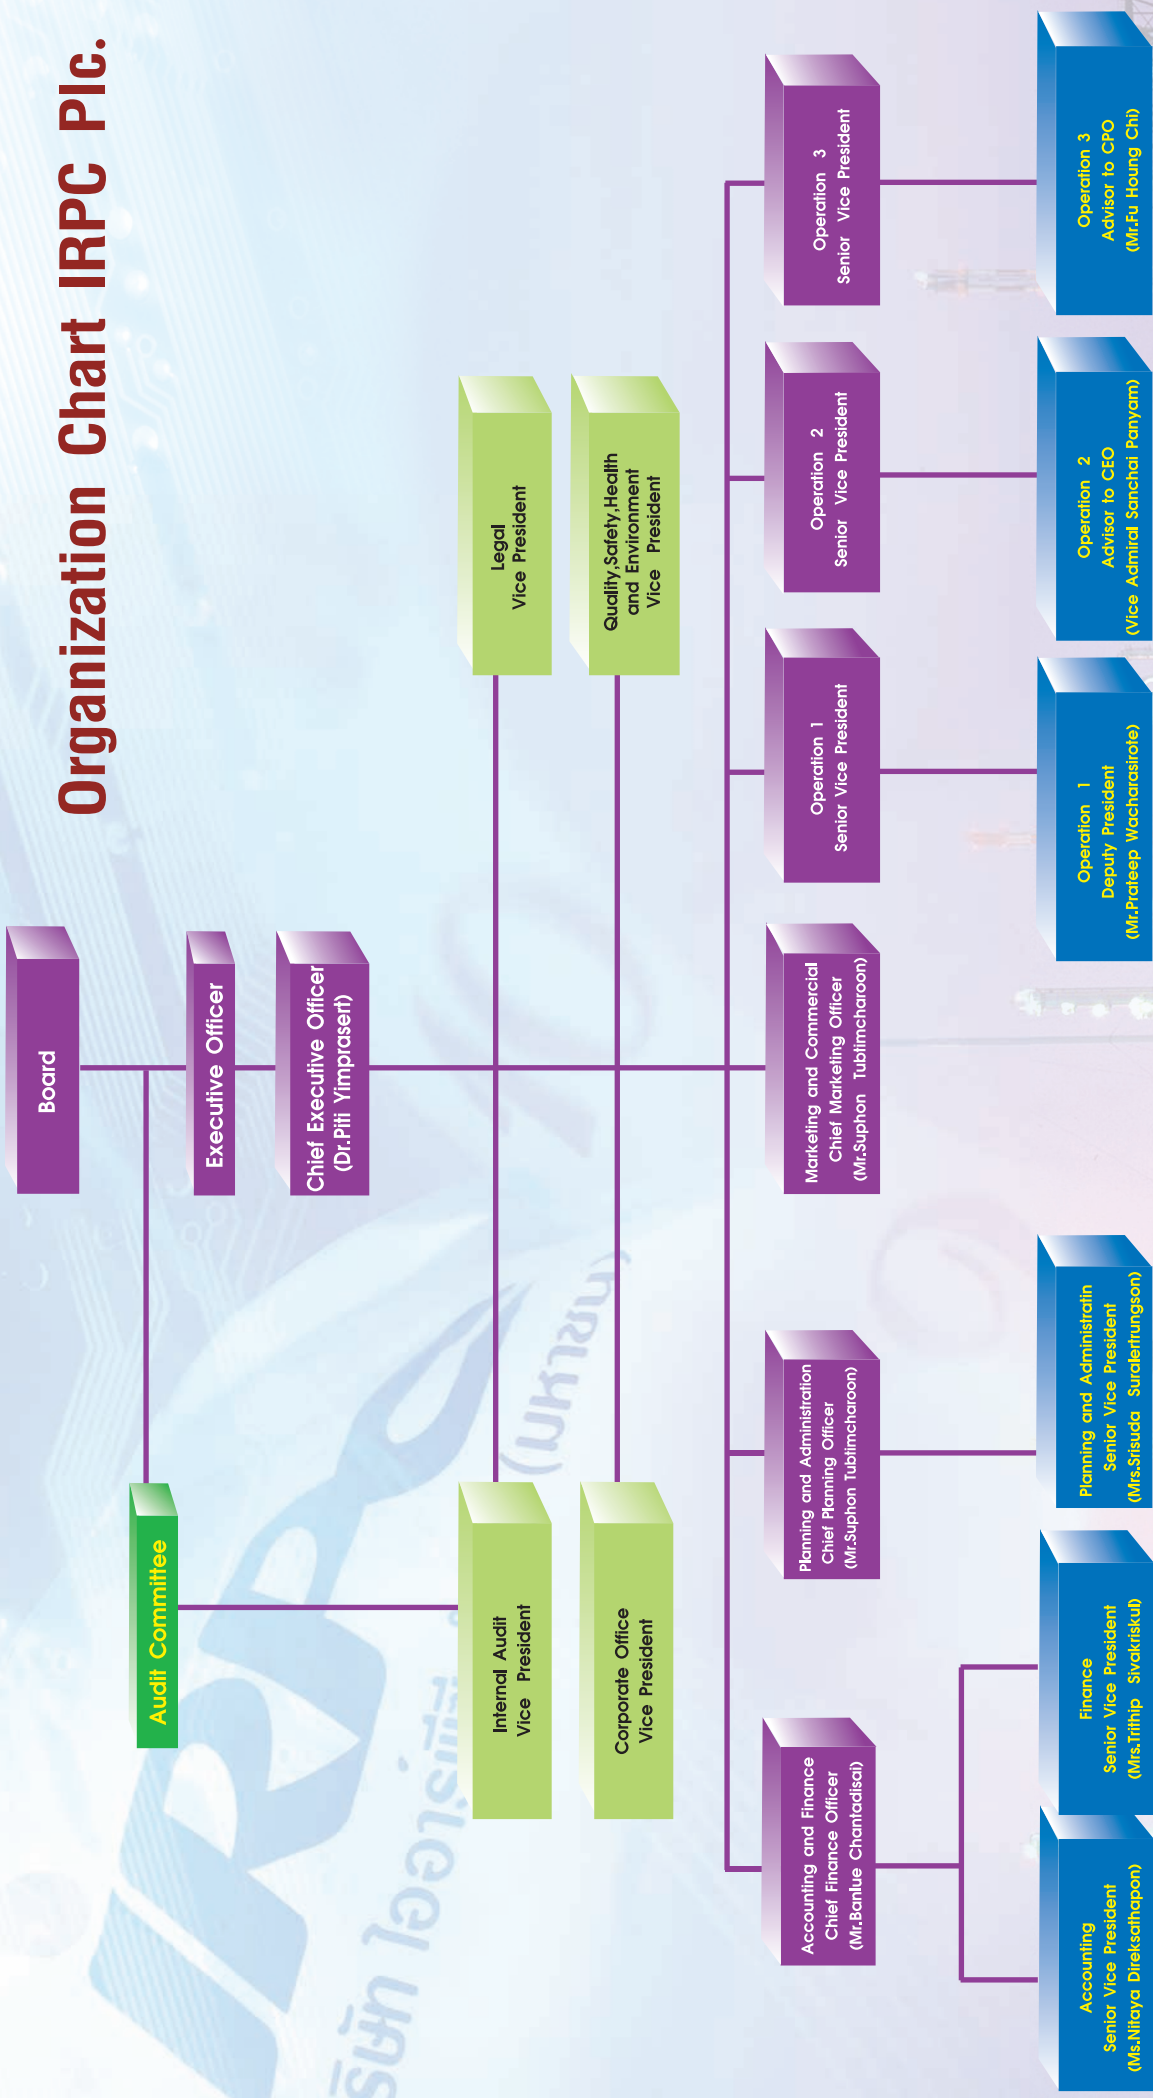 Organization Chart IRPC Plc.
Board
Audit Committee
Executive Officer
Chief Executive Officer
(Dr.Piti Yimprasert)
Internal Audit
Vice President
Legal
Vice President
Corporate Office
Vice President
Quality,Safety,Health
and Environment
Vice President
Accounting and Finance
Chief Finance Officer
(Mr.Banlue Chantadisai)
Planning and Administration
Chief Planning Officer
(Mr.Suphon Tubtimcharoon)
Marketing and Commercial
Chief Marketing Officer
(Mr.Suphon Tubtimcharoon)
Operation 1
Senior Vice President
Operation 2
Senior Vice President
Operation 3
Senior Vice President
Accounting
Senior Vice President
(Ms.Nitaya Direksathapon)
Finance
Senior Vice President
(Mrs.Trithip Sivakriskul)
Planning and Administratin
Senior Vice President
(Mrs.Srisuda Suralertrungson)
Operation 1
Deputy President
(Mr.Prateep Wacharasirote)
Operation 2
Advisor to CEO
(Vice Admiral Sanchai Panyam)
Operation 3
Advisor to CPO
(Mr.Fu Houng Chi)
IRPC
(มหาชน)